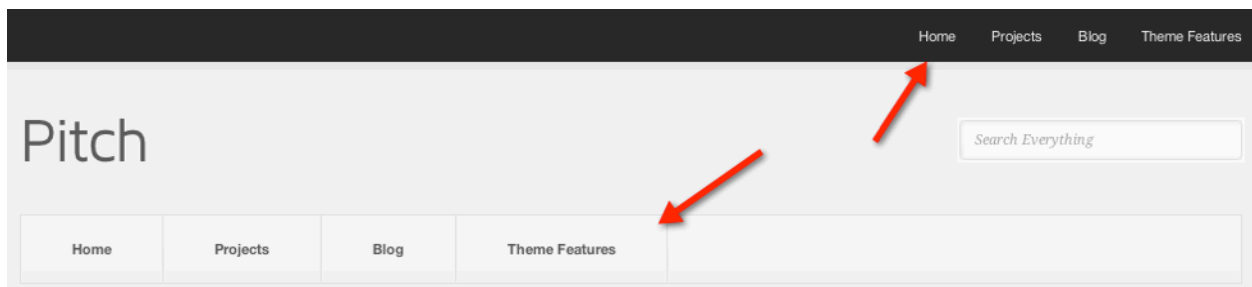 Home Projects Blog Theme Features
Pitch
Search Everything
Home Projects Blog Theme Features